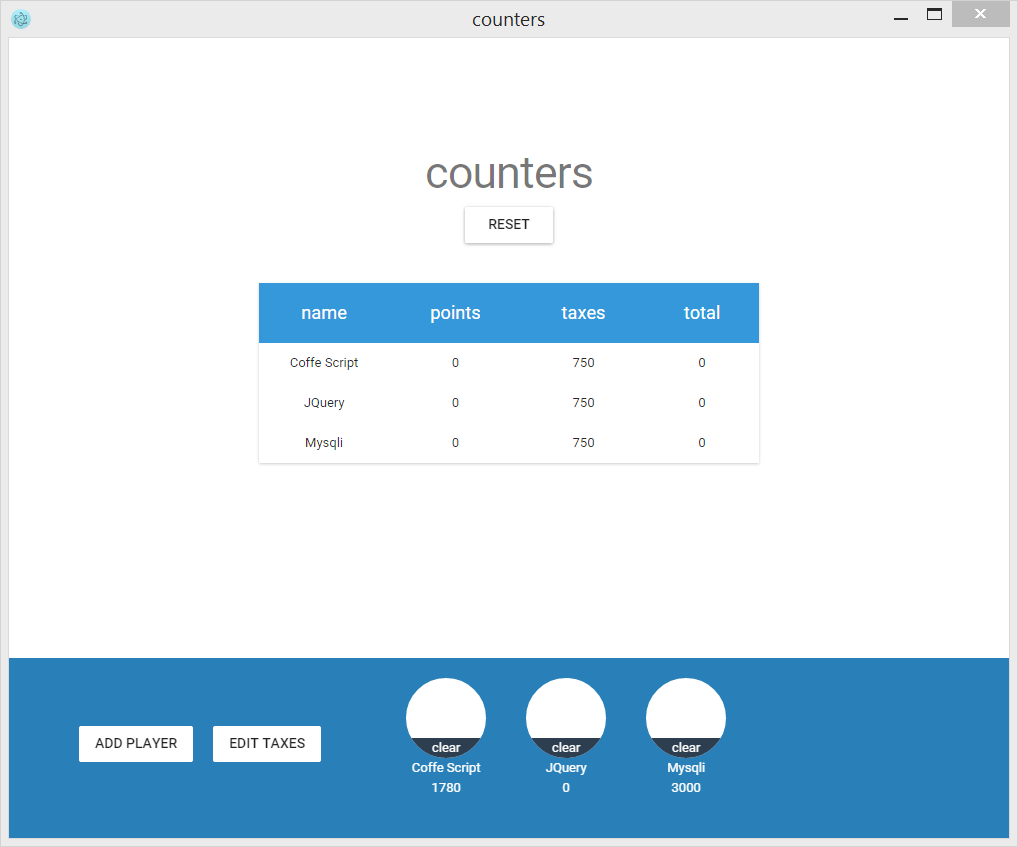 counters
counters
RESET
name points taxes total
Coffe Script 0 750 0
JQuery 0 750 0
Mysqli 0 750 0
ADD PLAYER EDIT TAXES
clear clear clear
Coffe Script JQuery Mysqli
1780 0 3000